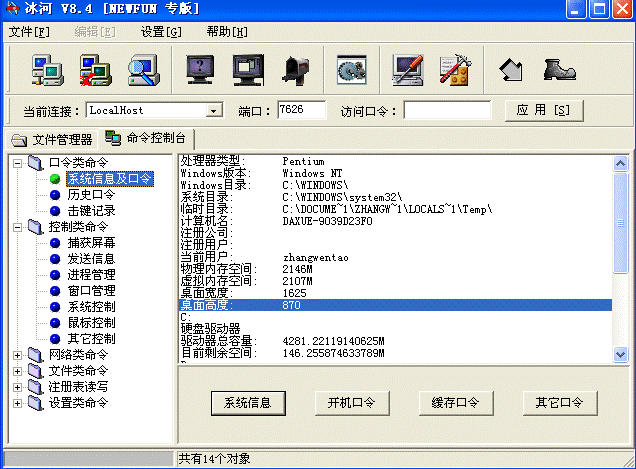 冰河 V8.4 [NEWFUN 专版]
文件[F] 编辑[E] 设置[G] 帮助[H]
当前连接： LocalHost 端口： 7626 访问口令： 应 用 [S]
文件管理器 命令控制台
口令类命令
系统信息及口令
历史口令
击键记录
控制类命令
捕获屏幕
发送信息
进程管理
窗口管理
系统控制
鼠标控制
其它控制
网络类命令
文件类命令
注册表读写
设置类命令
处理器类型: Pentium
Windows版本: Windows NT
Windows目录: C:\WINDOWS\
系统目录: C:\WINDOWS\system32\
临时目录: C:\DOCUME~1\ZHANGW~1\LOCALS~1\Temp\
计算机名: DAXUE-9039D23F0
注册公司:
注册用户:
当前用户: zhangwentao
物理内存空间: 2146M
虚拟内存空间: 2107M
桌面宽度: 1625
桌面高度: 870
C:
硬盘驱动器
驱动器总容量: 4281.22119140625M
目前剩余空间: 146.255874633789M
系统信息 开机口令 缓存口令 其它口令
共有14个对象